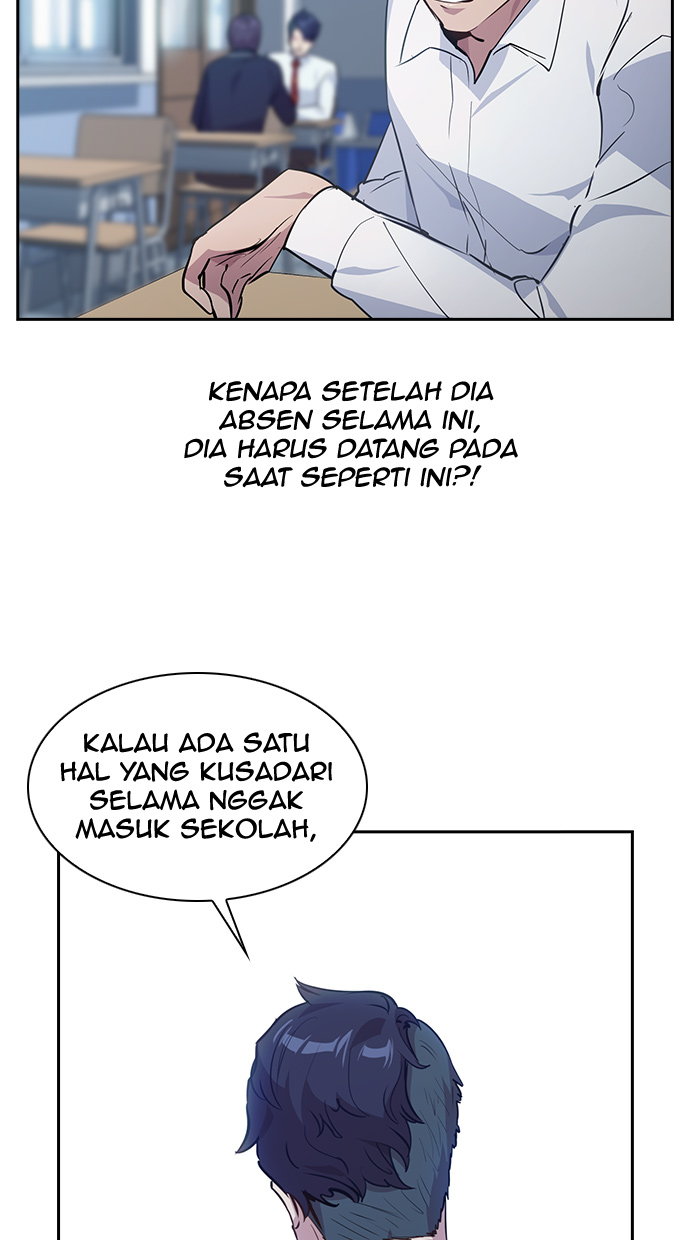 KENAPA SETELAH DIA
ABSEN SELAMA INI,
DIA HARUS DATANG PADA
SAAT SEPERTI INI?!
KALAU ADA SATU
HAL YANG KUSADARI
SELAMA NGGAK
MASUK SEKOLAH,